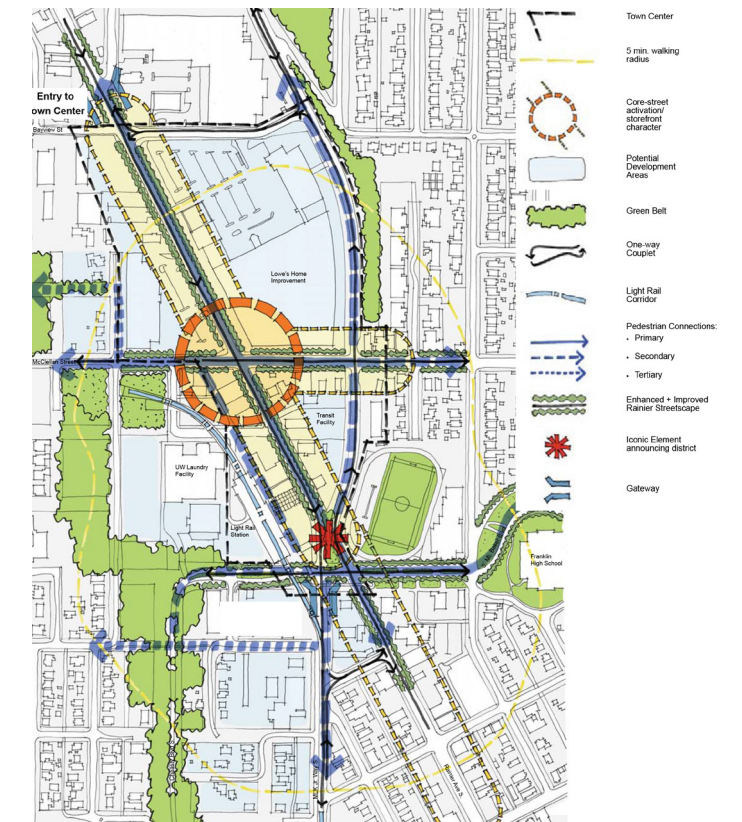 Entry to
own Center
Bayview St
Lowe's Home
Improvement
McClellan Street
Transit
Facility
UW Laundry
Facility
Light Rail
Station
Franklin
High School
Rainier Ave S
Town Center
5 min. walking
radius
Core-street
activation/
storefront
character
Potential
Development
Areas
Green Belt
One-way
Couplet
Light Rail
Corridor
Pedestrian Connections:
• Primary
• Secondary
• Tertiary
Enhanced + Improved
Rainier Streetscape
Iconic Element
announcing district
Gateway